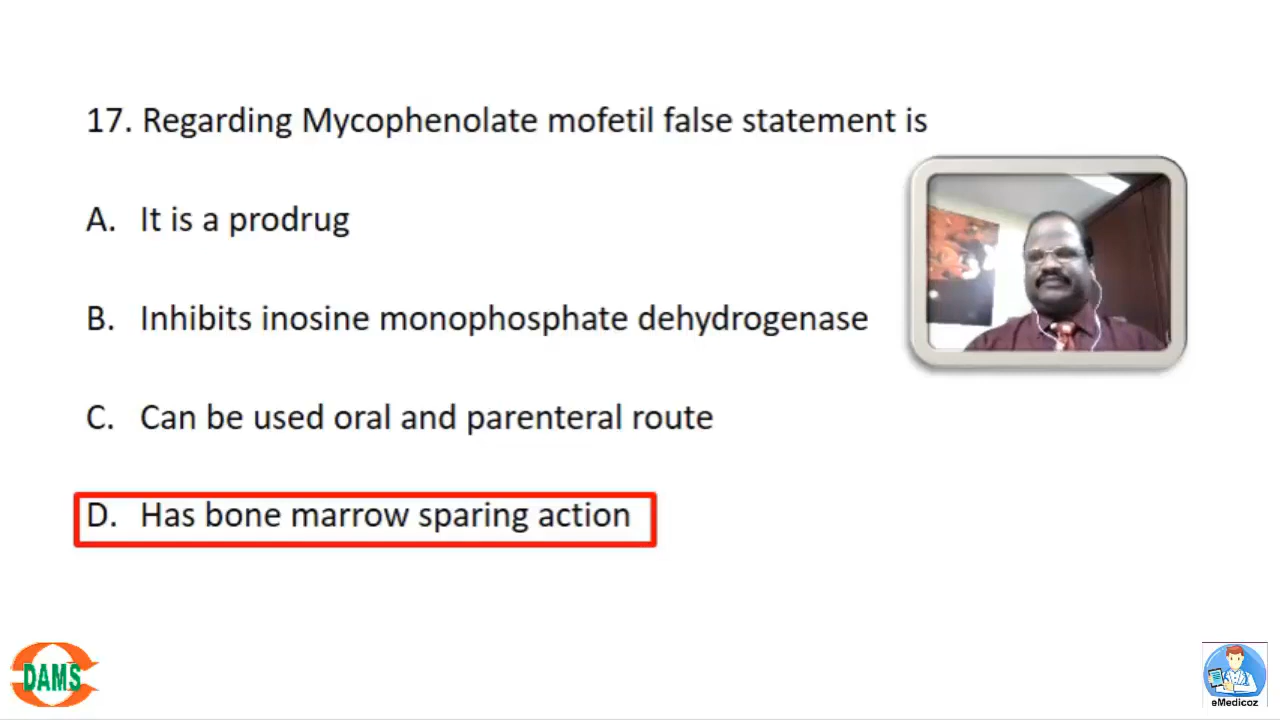 17. Regarding Mycophenolate mofetil false statement is
A. It is a prodrug
B. Inhibits inosine monophosphate dehydrogenase
C. Can be used oral and parenteral route
D. Has bone marrow sparing action
DAMS
eMedicoz